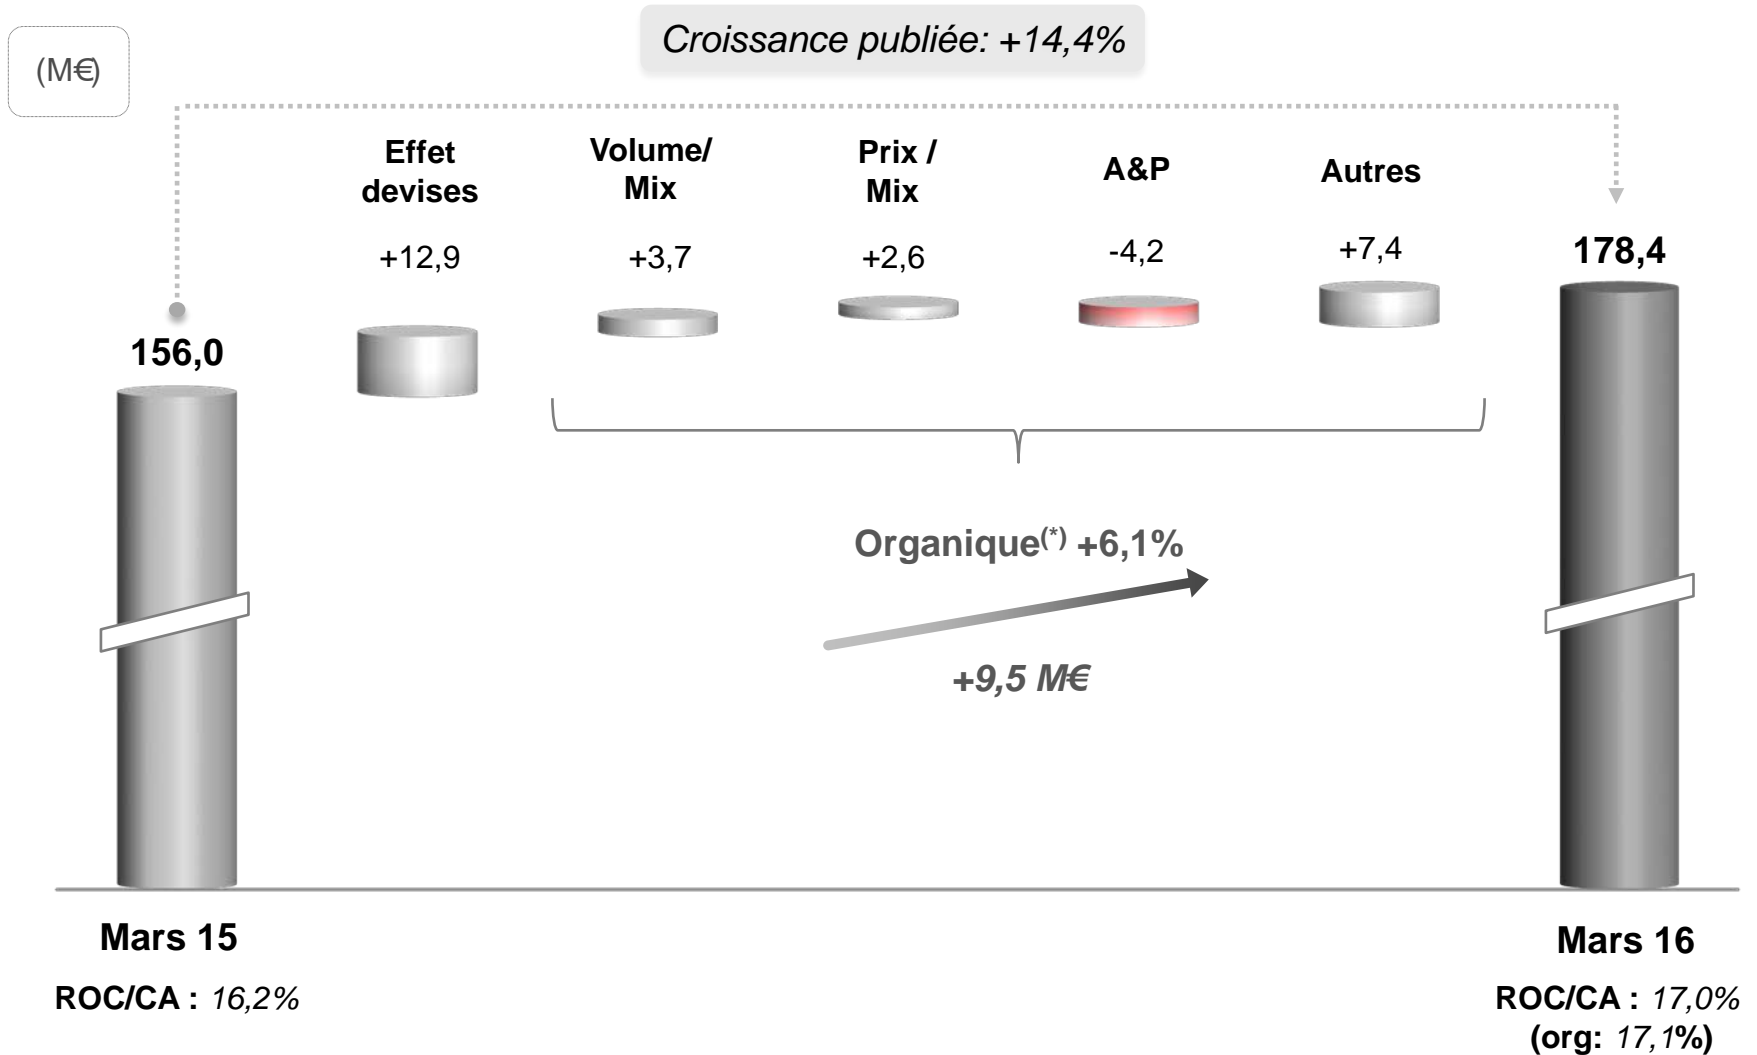 Croissance publiée: +14,4%
(M€)
Effet
devises
+12,9
Volume/
Mix
+3,7
Prix /
Mix
+2,6
A&P
-4,2
Autres
+7,4
178,4
156,0
Organique(*) +6,1%
+9,5 M€
Mars 15
ROC/CA : 16,2%
Mars 16
ROC/CA : 17,0%
(org: 17,1%)